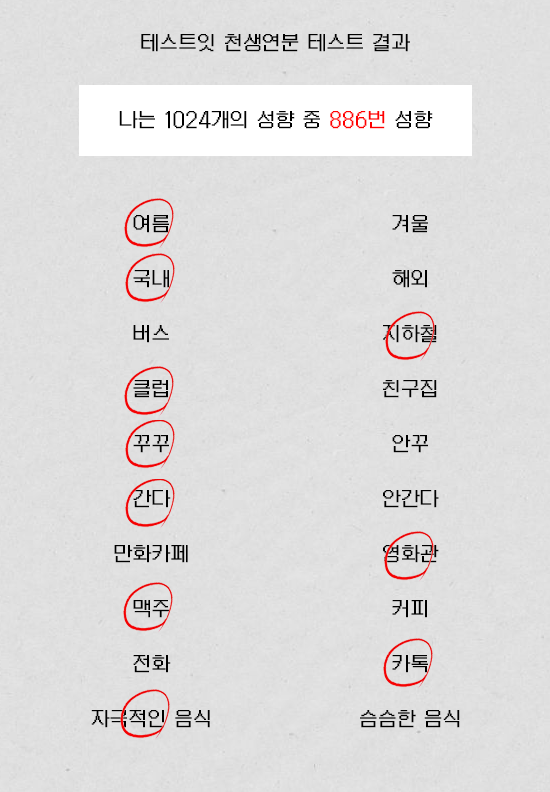 테스트잇 천생연분 테스트 결과
나는 1024개의 성향 중 886번 성향
여름 겨울
국내 해외
버스 지하철
클럽 친구집
꾸꾸 안꾸
간다 안간다
만화카페 영화관
맥주 커피
전화 카톡
자극적인 음식 슴슴한 음식